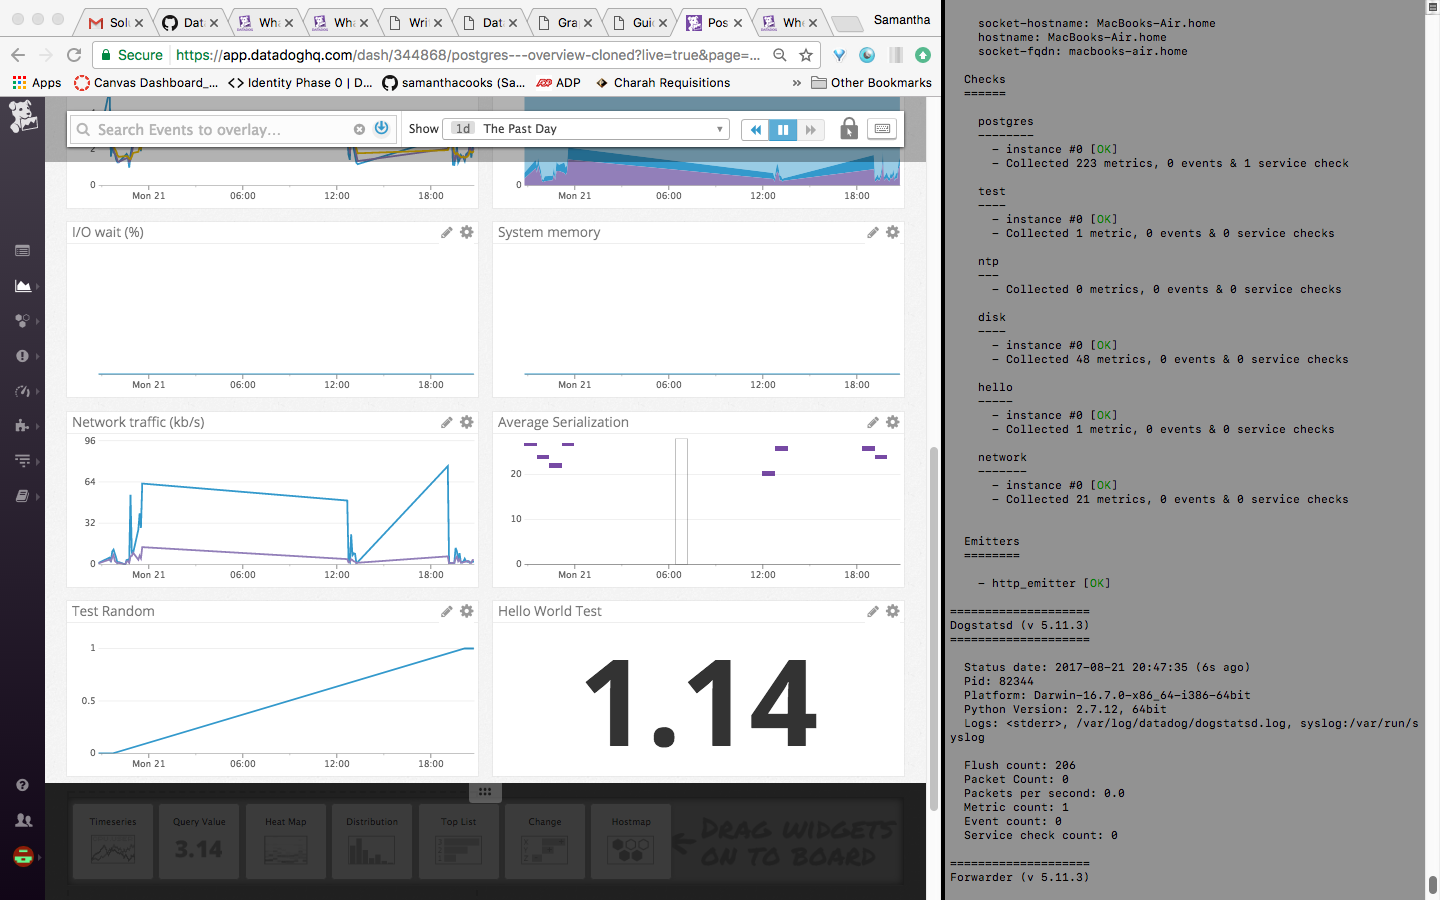 Sol
Dat
Wha
Wha
Writ
Dat
Gra
Gui
Pos
Who
Samantha
Secure
https://app.datadoghq.com/dash/344868/postgres---overview-cloned?live=true&page=...
Apps
Canvas Dashboard_...
<> Identity Phase 0 | D...
samanthacooks (Sa...
ADP
Charah Requisitions
»
Other Bookmarks
Search Events to overlay...
Show
1d
The Past Day
2
0
Mon 21
06:00
12:00
18:00
0
Mon 21
06:00
12:00
18:00
I/O wait (%)
Mon 21
06:00
12:00
18:00
System memory
Mon 21
06:00
12:00
18:00
Network traffic (kb/s)
96
64
32
0
Mon 21
06:00
12:00
18:00
Average Serialization
20
10
0
Mon 21
06:00
12:00
18:00
Test Random
1
0.5
0
Mon 21
06:00
12:00
18:00
Hello World Test
1.14
Timeseries
Query Value
3.14
Heat Map
Distribution
Top List
Change
Hostmap
Drag widgets
on to board
socket-hostname: MacBooks-Air.home
hostname: MacBooks-Air.home
socket-fqdn: macbooks-air.home
Checks
======
postgres
--------
- instance #0 [OK]
- Collected 223 metrics, 0 events & 1 service check
test
----
- instance #0 [OK]
- Collected 1 metric, 0 events & 0 service checks
ntp
---
- Collected 0 metrics, 0 events & 0 service checks
disk
----
- instance #0 [OK]
- Collected 48 metrics, 0 events & 0 service checks
hello
-----
- instance #0 [OK]
- Collected 1 metric, 0 events & 0 service checks
network
-------
- instance #0 [OK]
- Collected 21 metrics, 0 events & 0 service checks
Emitters
========
- http_emitter [OK]
====================
Dogstatsd (v 5.11.3)
====================
Status date: 2017-08-21 20:47:35 (6s ago)
Pid: 82344
Platform: Darwin-16.7.0-x86_64-i386-64bit
Python Version: 2.7.12, 64bit
Logs: <stderr>, /var/log/datadog/dogstatsd.log, syslog:/var/run/s
yslog
Flush count: 206
Packet Count: 0
Packets per second: 0.0
Metric count: 1
Event count: 0
Service check count: 0
====================
Forwarder (v 5.11.3)